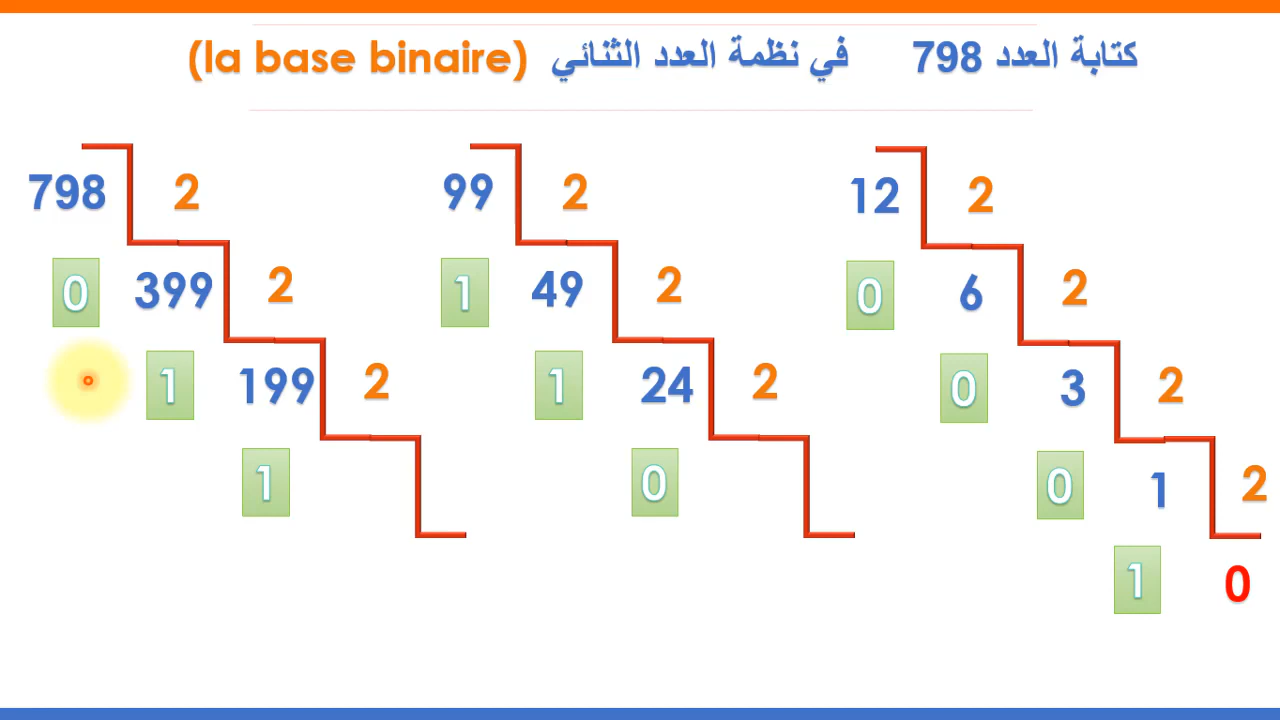 كتابة العدد 798 في نظمة العدد الثنائي (la base binaire)
798 2 99 2 12 2
0 399 2 1 49 2 0 6 2
1 199 2 1 24 2 0 3 2
1 0 0 1 2
1 0